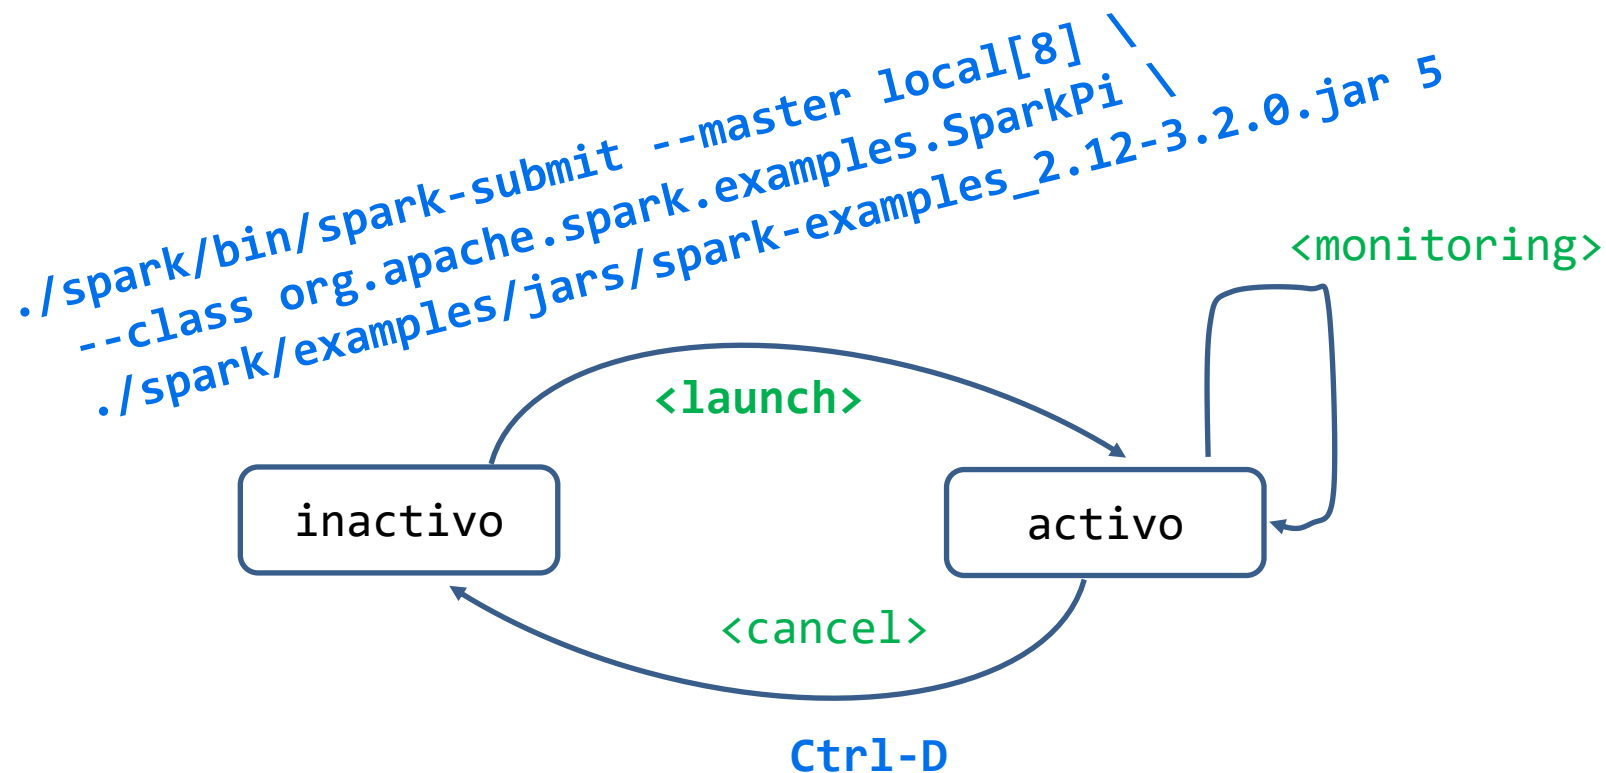 ./spark/bin/spark-submit --master local[8] \
--class org.apache.spark.examples.SparkPi \
./spark/examples/jars/spark-examples_2.12-3.2.0.jar 5
<monitoring>
<launch>
inactivo
activo
<cancel>
Ctrl-D